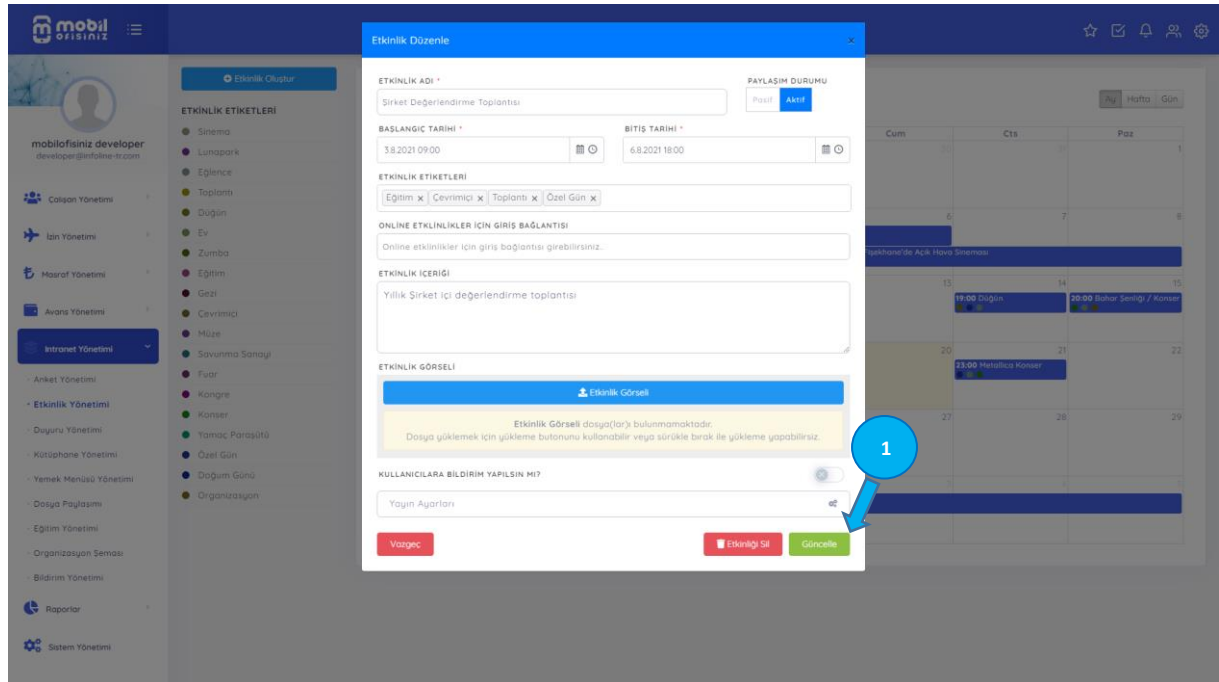 mobil
ofisiniz
mobilofisiniz developer
developer@infoline-tr.com
Çalışan Yönetimi
İzin Yönetimi
Masraf Yönetimi
Avans Yönetimi
Intranet Yönetimi
- Anket Yönetimi
- Etkinlik Yönetimi
- Duyuru Yönetimi
- Kütüphane Yönetimi
- Yemek Menüsü Yönetimi
- Dosya Paylaşımı
- Eğitim Yönetimi
- Organizasyon Şeması
- Bildirim Yönetimi
Raporlar
Sistem Yönetimi
Etkinlik Oluştur
ETKİNLİK ETİKETLERİ
Sinema
Lunapark
Eğlence
Toplantı
Düğün
Ev
Zumba
Eğitim
Gezi
Çevrimiçi
Müze
Savunma Sanayi
Fuar
Kongre
Konser
Yamaç Paraşütü
Özel Gün
Doğum Günü
Organizasyon
Etkinlik Düzenle ×
ETKİNLİK ADI * PAYLAŞIM DURUMU
Şirket Değerlendirme Toplantısı Pasif Aktif
BAŞLANGIÇ TARİHİ * BİTİŞ TARİHİ *
3.8.2021 09:00 6.8.2021 18:00
ETKİNLİK ETİKETLERİ
Eğitim x Çevrimiçi x Toplantı x Özel Gün x
ONLİNE ETKLİNLİKLER İÇİN GİRİŞ BAĞLANTISI
Online etklinlikler için giriş bağlantısı girebilirsiniz..
ETKİNLİK İÇERİĞİ
Yıllık Şirket içi değerlendirme toplantısı
ETKİNLİK GÖRSELİ
Etkinlik Görseli
Etkinlik Görseli dosya(lar)ı bulunmamaktadır.
Dosya yüklemek için yükleme butonunu kullanabilir veya sürükle bırak ile yükleme yapabilirsiz.
KULLANICILARA BİLDİRİM YAPILSIN MI?
Yayın Ayarları
Vazgeç Etkinliği Sil Güncelle
1
Ay Hafta Gün
Cum Cts Paz
1
6 7 8
'de Açık Hava Sineması
13 14 15
19:00 Düğün 20:00 Bahar Şenliği / Konser
20 21 22
23:00 Metallica Konser
27 28 29